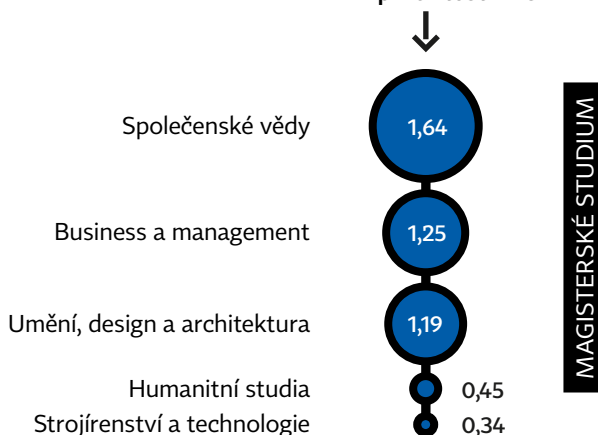 Společenské vědy
1,64
Business a management
1,25
Umění, design a architektura
1,19
Humanitní studia
0,45
Strojírenství a technologie
0,34
MAGISTERSKÉ STUDIUM